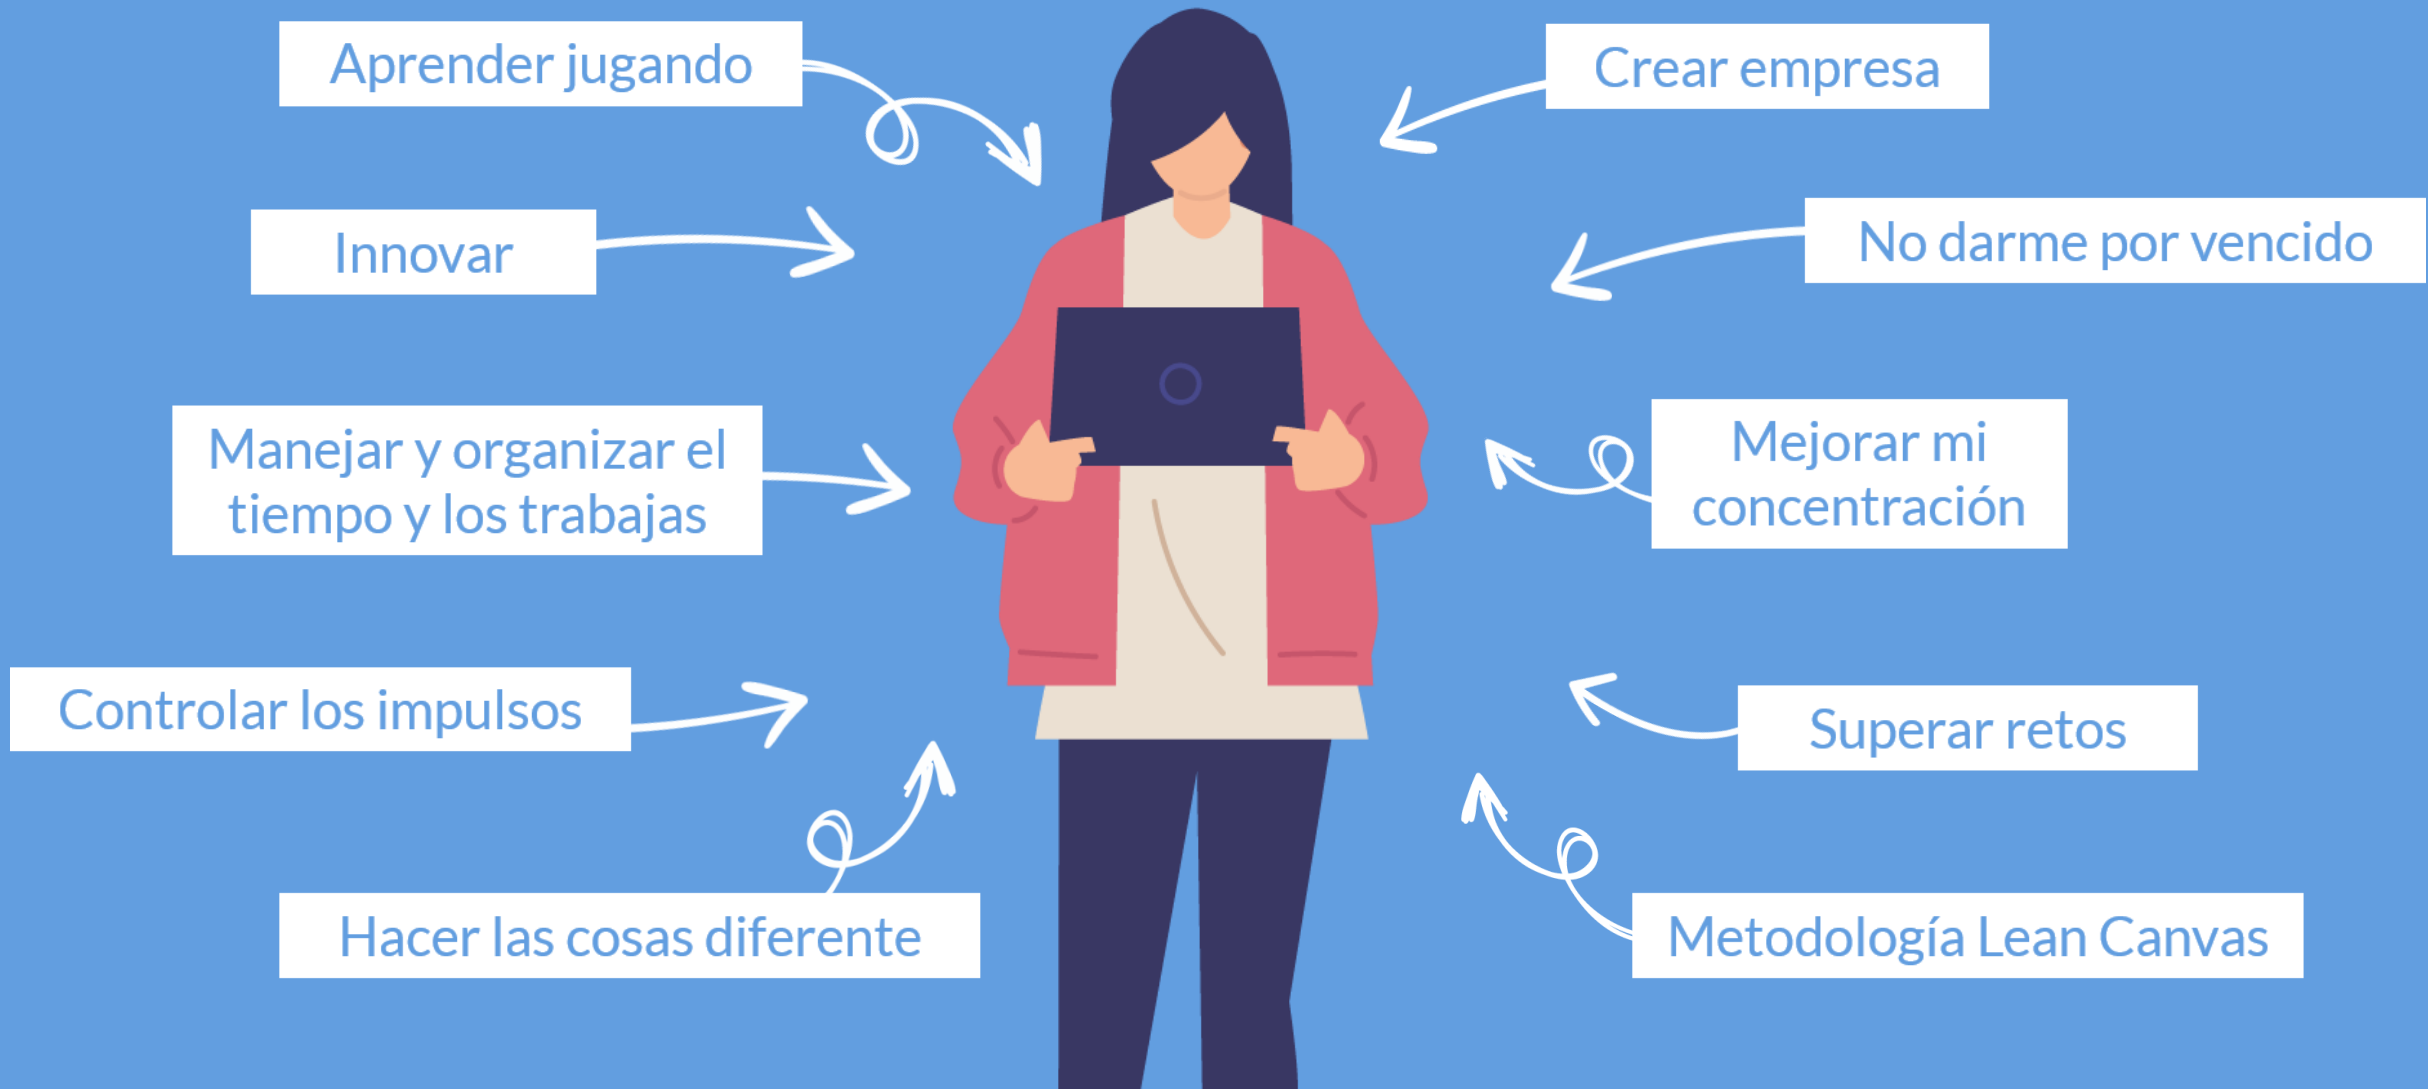 Aprender jugando
Crear empresa
Innovar
No darme por vencido
Manejar y organizar el
tiempo y los trabajas
Mejorar mi
concentración
Controlar los impulsos
Superar retos
Hacer las cosas diferente
Metodología Lean Canvas